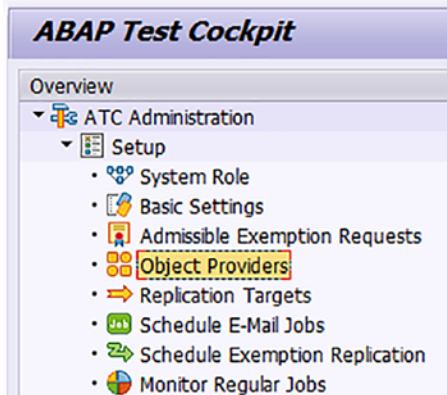 ABAP Test Cockpit
Overview
ATC Administration
Setup
System Role
Basic Settings
Admissible Exemption Requests
Object Providers
Replication Targets
Job Schedule E-Mail Jobs
Schedule Exemption Replication
Monitor Regular Jobs